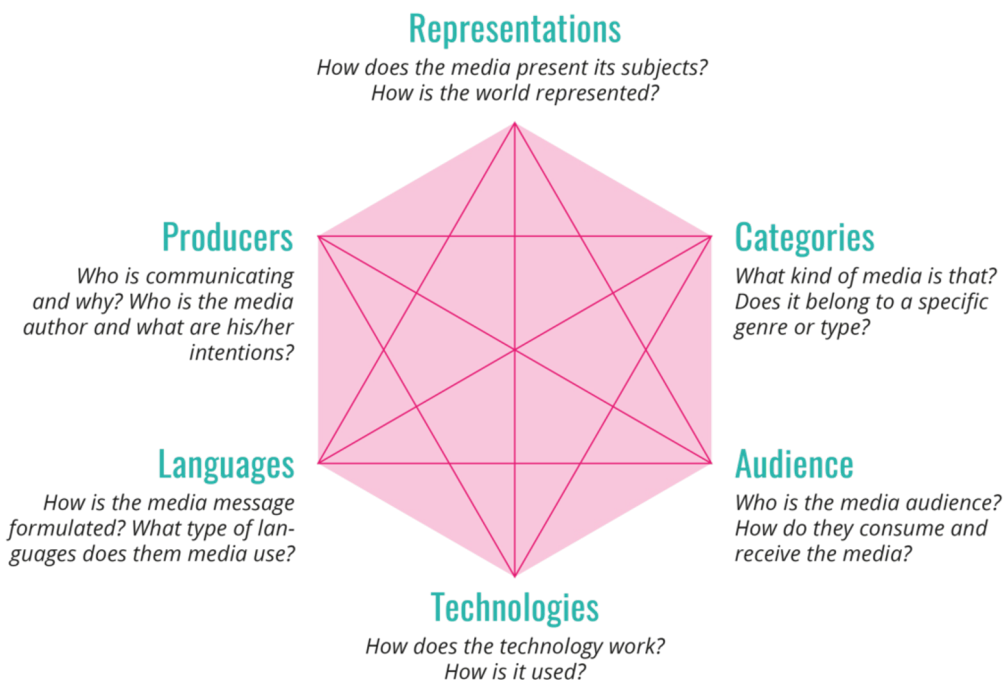 Representations
How does the media present its subjects?
How is the world represented?
Producers
Who is communicating
and why? Who is the media
author and what are his/her
intentions?
Categories
What kind of media is that?
Does it belong to a specific
genre or type?
Languages
How is the media message
formulated? What type of lan-
guages does them media use?
Audience
Who is the media audience?
How do they consume and
receive the media?
Technologies
How does the technology work?
How is it used?